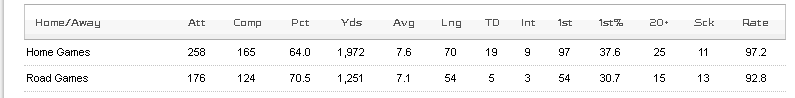 Home/Away Att Comp Pct Yds Avg Lng TD Int 1st 1st% 20+ Sck Rate
Home Games 258 165 64.0 1,972 7.6 70 19 9 97 37.6 25 11 97.2
Road Games 176 124 70.5 1,251 7.1 54 5 3 54 30.7 15 13 92.8